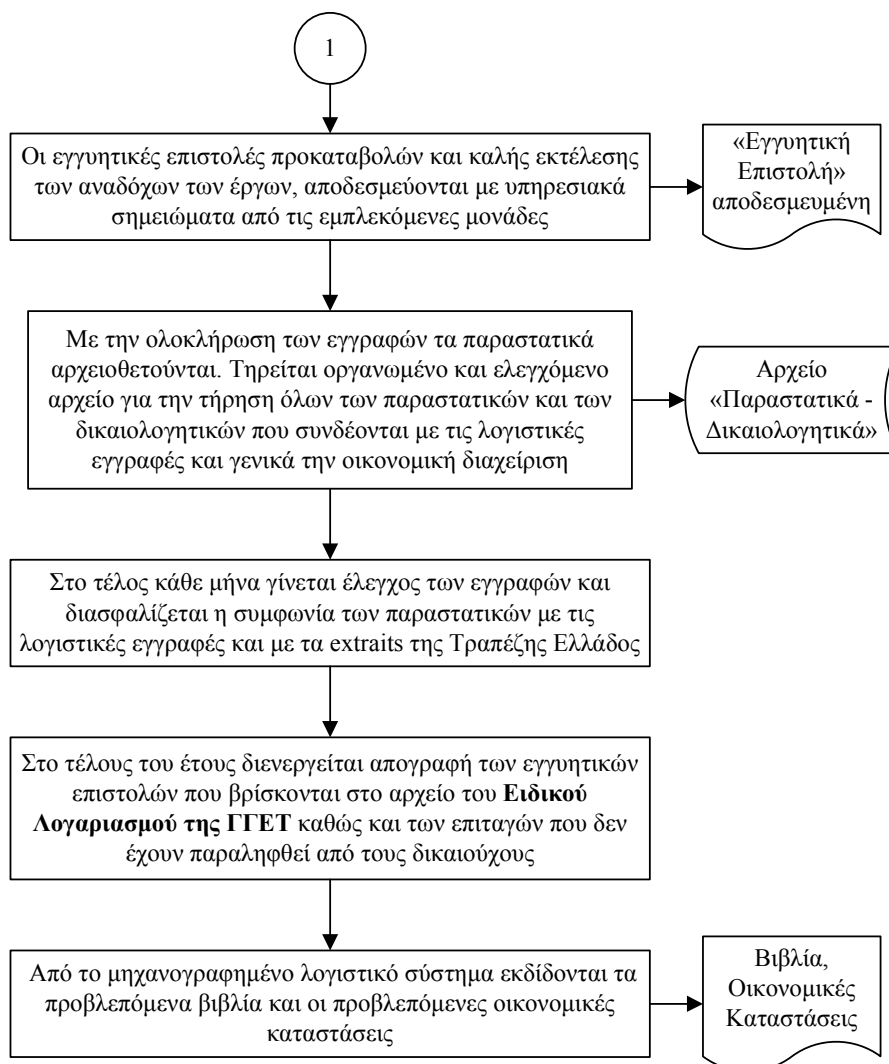 1
Οι εγγυητικές επιστολές προκαταβολών και καλής εκτέλεσης
των αναδόχων των έργων, αποδεσμεύονται με υπηρεσιακά
σημειώματα από τις εμπλεκόμενες μονάδες
«Εγγυητική
Επιστολή»
αποδεσμευμένη
Με την ολοκλήρωση των εγγραφών τα παραστατικά
αρχειοθετούνται. Τηρείται οργανωμένο και ελεγχόμενο
αρχείο για την τήρηση όλων των παραστατικών και των
δικαιολογητικών που συνδέονται με τις λογιστικές
εγγραφές και γενικά την οικονομική διαχείριση
Αρχείο
«Παραστατικά -
Δικαιολογητικά»
Στο τέλος κάθε μήνα γίνεται έλεγχος των εγγραφών και
διασφαλίζεται η συμφωνία των παραστατικών με τις
λογιστικές εγγραφές και με τα extraits της Τραπέζης Ελλάδος
Στο τέλους του έτους διενεργείται απογραφή των εγγυητικών
επιστολών που βρίσκονται στο αρχείο του Ειδικού
Λογαριασμού της ΓΓΕΤ καθώς και των επιταγών που δεν
έχουν παραληφθεί από τους δικαιούχους
Από το μηχανογραφημένο λογιστικό σύστημα εκδίδονται τα
προβλεπόμενα βιβλία και οι προβλεπόμενες οικονομικές
καταστάσεις
Βιβλία,
Οικονομικές
Καταστάσεις